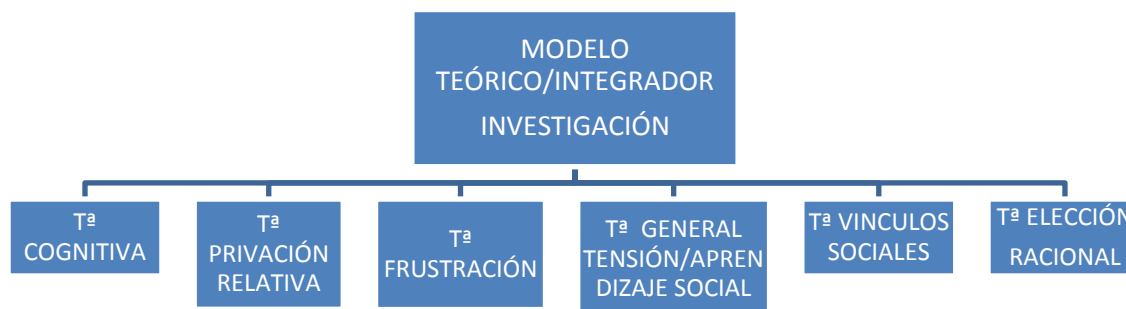 MODELO
TEÓRICO/INTEGRADOR
INVESTIGACIÓN
Tª
COGNITIVA
Tª
PRIVACIÓN
RELATIVA
Tª
FRUSTRACIÓN
Tª GENERAL
TENSIÓN/APREN
DIZAJE SOCIAL
Tª VINCULOS
SOCIALES
Tª ELECCIÓN
RACIONAL